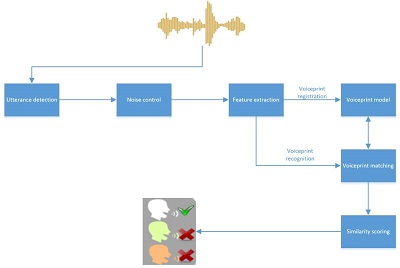 Utterance detection
Noise control
Feature extraction
Voiceprint
registration
Voiceprint model
Voiceprint
recognition
Voiceprint matching
Similarity scoring